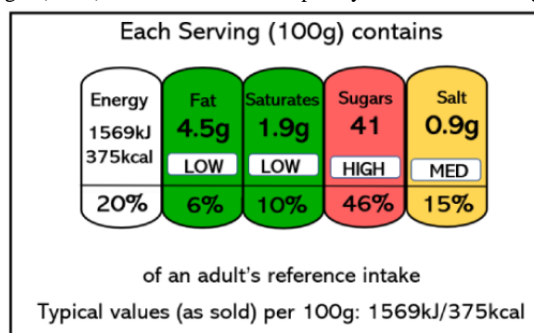 Each Serving (100g) contains
Energy Fat Saturates Sugars Salt
1569kJ 4.5g 1.9g 41 0.9g
375kcal LOW LOW HIGH MED
20% 6% 10% 46% 15%
of an adult's reference intake
Typical values (as sold) per 100g: 1569kJ/375kcal